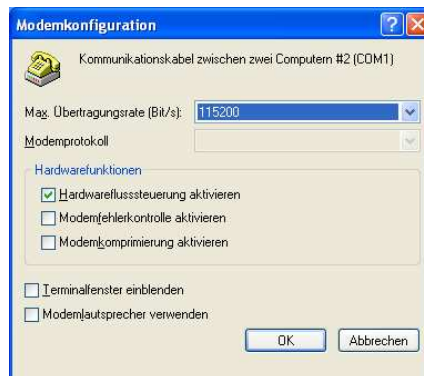 Modemkonfiguration
Kommunikationskabel zwischen zwei Computern #2 (COM1)
Max. Übertragungsrate (Bit/s): 115200
Modemprotokoll
Hardwarefunktionen
Hardwareflusssteuerung aktivieren
Modemfehlerkontrolle aktivieren
Modemkomprimierung aktivieren
Terminalfenster einblenden
Modemlautsprecher verwenden
OK Abbrechen